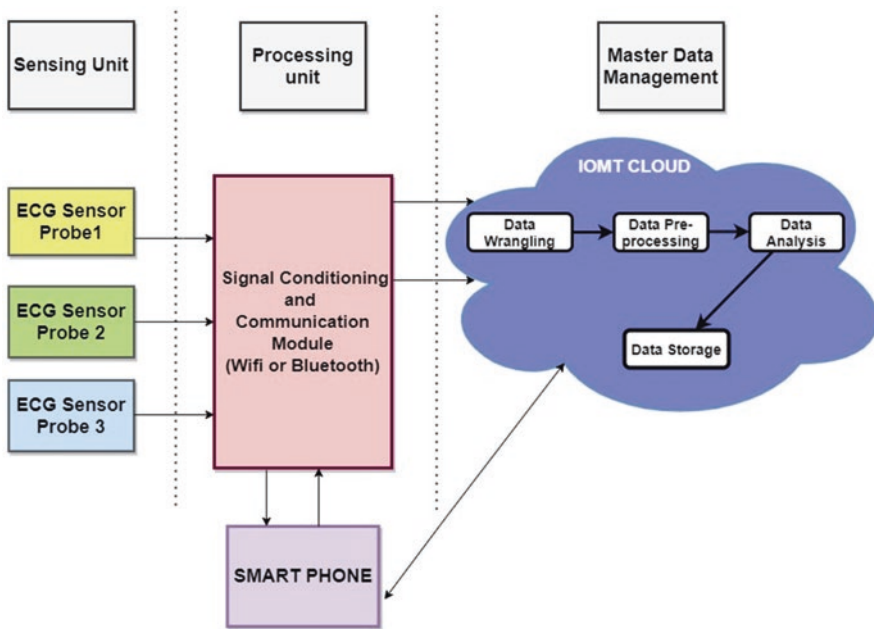 Sensing Unit
Processing
unit
Master Data
Management
ECG Sensor
Probe1
ECG Sensor
Probe 2
ECG Sensor
Probe 3
Signal Conditioning
and
Communication
Module
(Wifi or Bluetooth)
SMART PHONE
IOMT CLOUD
Data
Wrangling
Data Pre-
processing
Data
Analysis
Data Storage